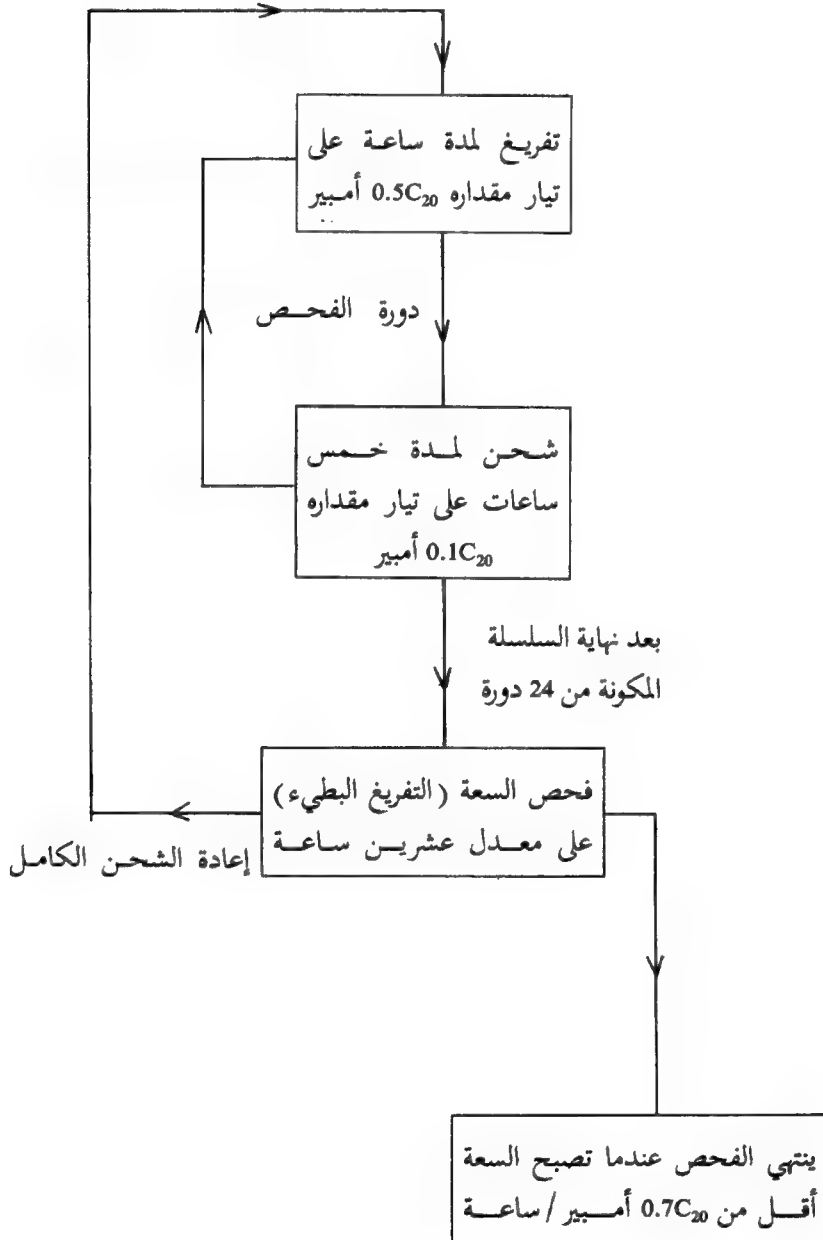 تفريغ لمدة ساعة على
تيار مقداره 0.5C₂₀ أمبير
دورة الفحص
شحن لمدة خمس
ساعات على تيار مقداره
0.1C₂₀ أمبير
بعد نهاية السلسلة
المكونة من 24 دورة
فحص السعة (التفريغ البطيء)
على معدل عشرين ساعة
إعادة الشحن الكامل
ينتهي الفحص عندما تصبح السعة
أقل من 0.7C₂₀ أمبير/ساعة